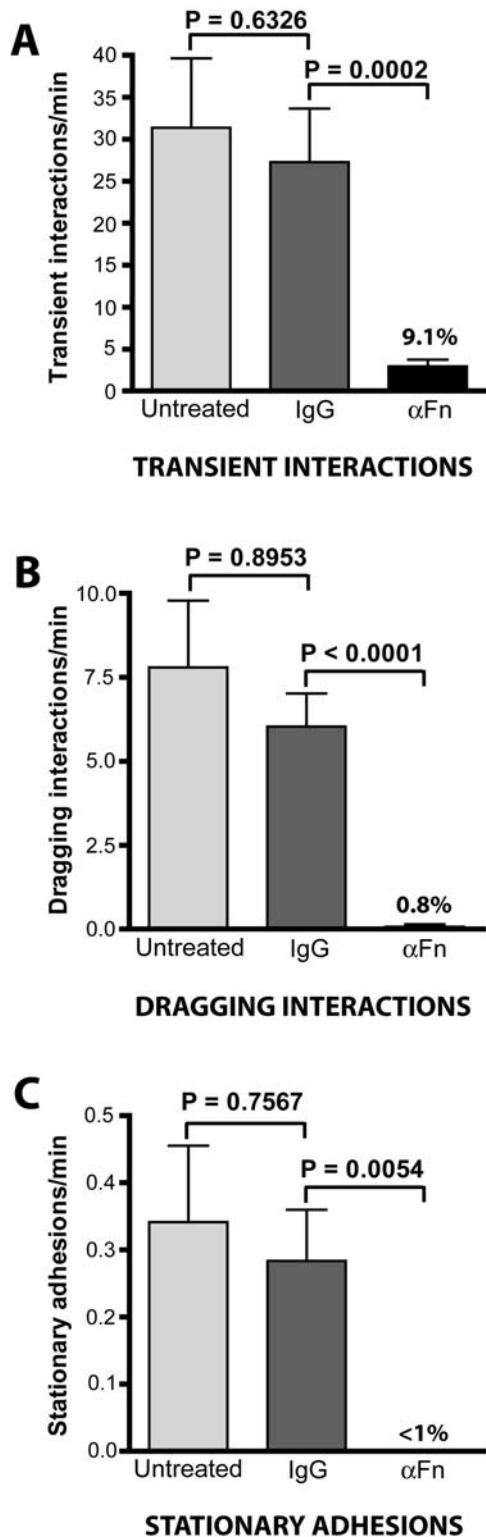 A
P = 0.6326
P = 0.0002
Transient interactions/min
40
35
30
25
20
15
10
5
0
9.1%
Untreated IgG αFn
TRANSIENT INTERACTIONS
B
P = 0.8953
P < 0.0001
Dragging interactions/min
10.0
7.5
5.0
2.5
0.0
0.8%
Untreated IgG αFn
DRAGGING INTERACTIONS
C
P = 0.7567
P = 0.0054
Stationary adhesions/min
0.5
0.4
0.3
0.2
0.1
0.0
<1%
Untreated IgG αFn
STATIONARY ADHESIONS